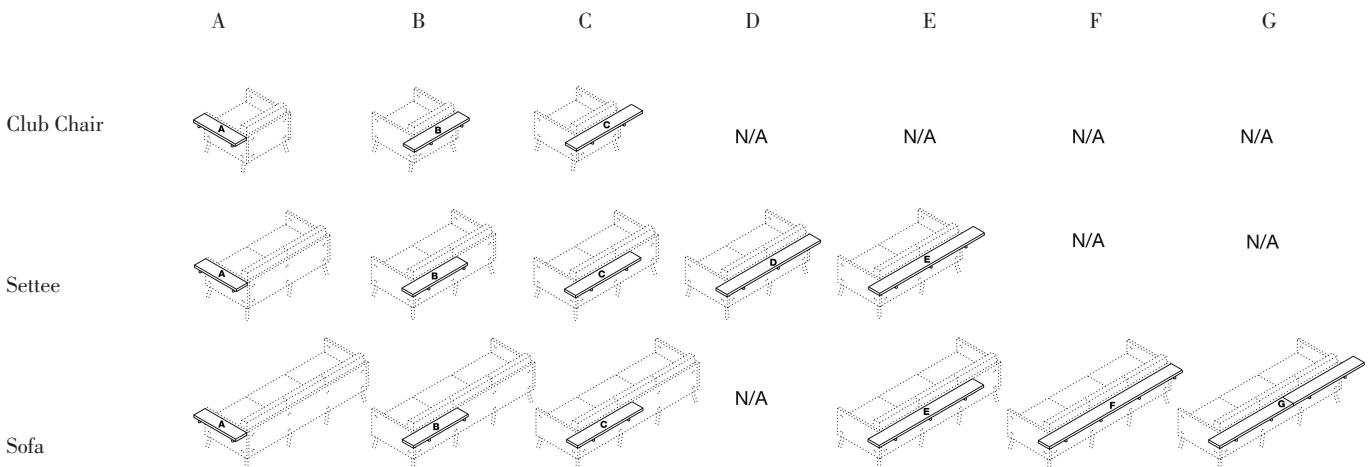 A B C D E F G
Club Chair A B C N/A N/A N/A N/A
Settee A B C D E N/A N/A
Sofa A B C N/A E F G